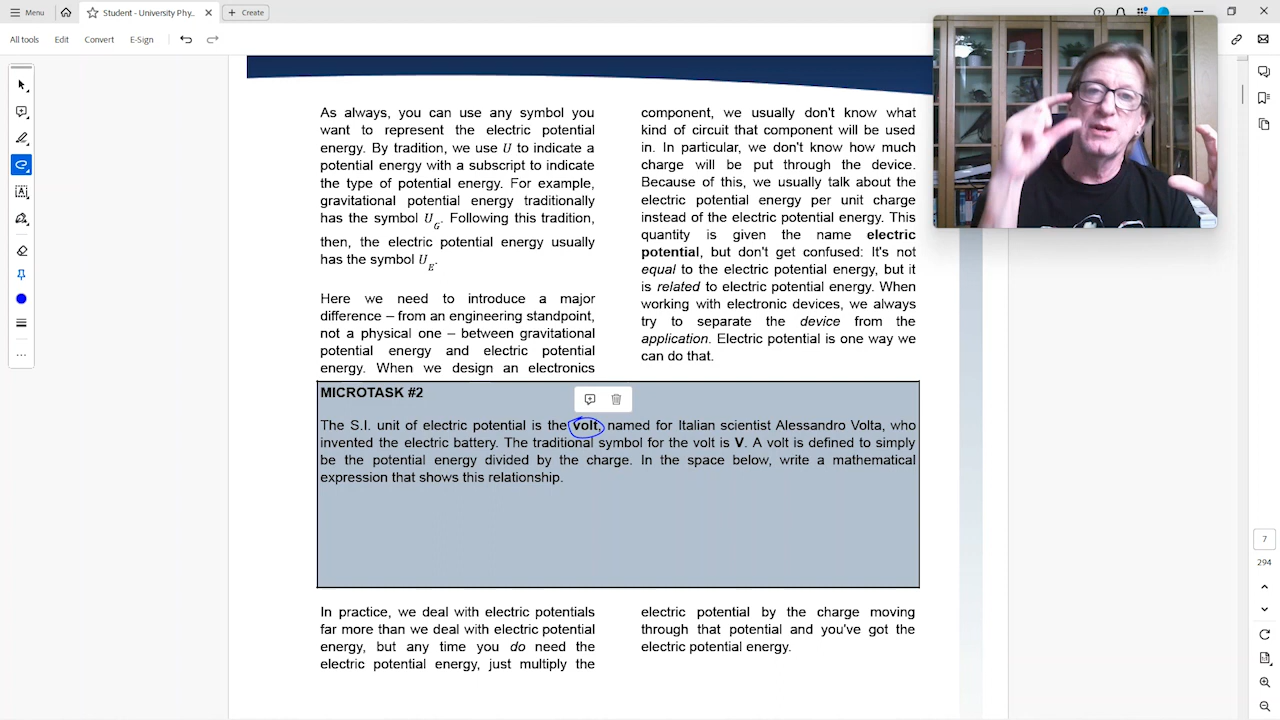 Menu
Student - University Phy...
Create
All tools
Edit
Convert
E-Sign
As always, you can use any symbol you
want to represent the electric potential
energy. By tradition, we use U to indicate a
potential energy with a subscript to indicate
the type of potential energy. For example,
gravitational potential energy traditionally
has the symbol U_G. Following this tradition,
then, the electric potential energy usually
has the symbol U_E.
Here we need to introduce a major
difference – from an engineering standpoint,
not a physical one – between gravitational
potential energy and electric potential
energy. When we design an electronics
component, we usually don't know what
kind of circuit that component will be used
in. In particular, we don't know how much
charge will be put through the device.
Because of this, we usually talk about the
electric potential energy per unit charge
instead of the electric potential energy. This
quantity is given the name electric
potential, but don't get confused: It's not
equal to the electric potential energy, but it
is related to electric potential energy. When
working with electronic devices, we always
try to separate the device from the
application. Electric potential is one way we
can do that.
MICROTASK #2
The S.I. unit of electric potential is the volt, named for Italian scientist Alessandro Volta, who
invented the electric battery. The traditional symbol for the volt is V. A volt is defined to simply
be the potential energy divided by the charge. In the space below, write a mathematical
expression that shows this relationship.
In practice, we deal with electric potentials
far more than we deal with electric potential
energy, but any time you do need the
electric potential energy, just multiply the
electric potential by the charge moving
through that potential and you've got the
electric potential energy.
7
294